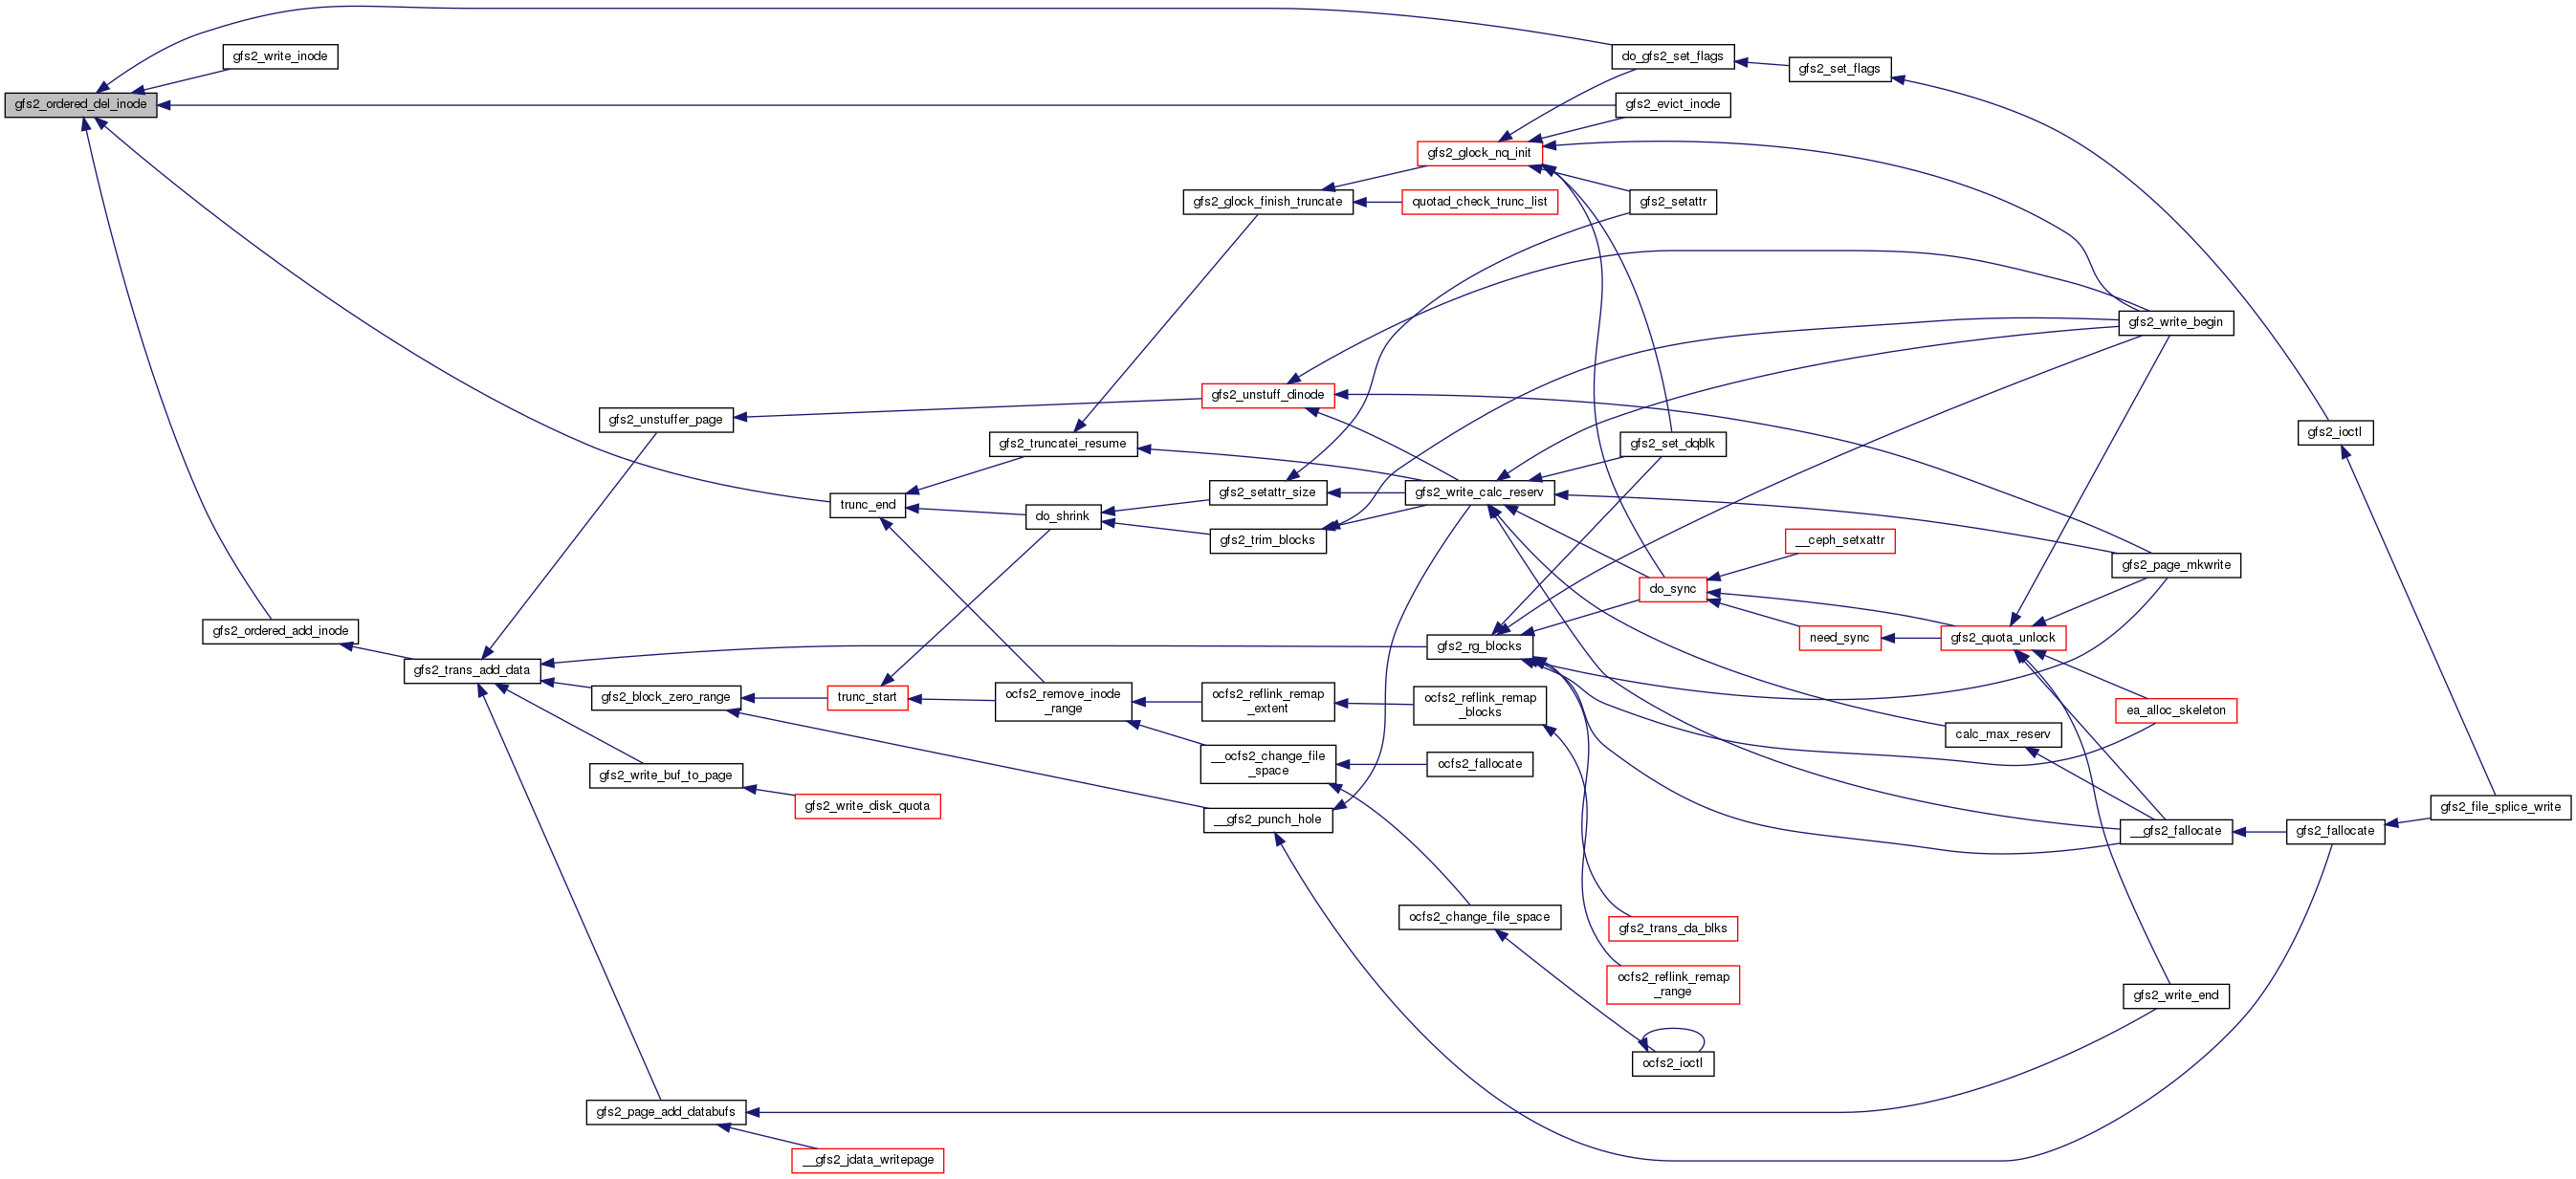 do_gfs2_set_flags
gfs2_write_inode
gfs2_set_flags
gfs2_ordered_del_inode
gfs2_evict_inode
gfs2_glock_nq_init
gfs2_glock_finish_truncate
quotad_check_trunc_list
gfs2_setattr
gfs2_write_begin
gfs2_unstuff_dinode
gfs2_unstuffer_page
gfs2_ioctl
gfs2_truncatei_resume
gfs2_set_dqblk
gfs2_setattr_size
gfs2_write_calc_reserv
trunc_end
do_shrink
gfs2_trim_blocks
__ceph_setxattr
gfs2_page_mkwrite
do_sync
gfs2_ordered_add_inode
need_sync
gfs2_quota_unlock
gfs2_rg_blocks
gfs2_trans_add_data
gfs2_block_zero_range
trunc_start
ocfs2_remove_inode
_range
ocfs2_reflink_remap
_extent
ocfs2_reflink_remap
_blocks
ea_alloc_skeleton
calc_max_reserv
__ocfs2_change_file
_space
ocfs2_fallocate
gfs2_write_buf_to_page
gfs2_write_disk_quota
gfs2_file_splice_write
__gfs2_punch_hole
__gfs2_fallocate
gfs2_fallocate
ocfs2_change_file_space
gfs2_trans_da_blks
ocfs2_reflink_remap
_range
gfs2_write_end
ocfs2_ioctl
gfs2_page_add_databufs
__gfs2_jdata_writepage